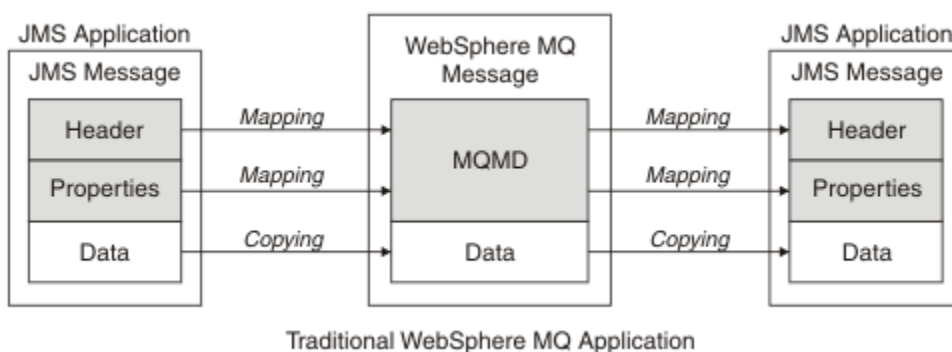 JMS Application
JMS Message
Header
Properties
Data
Mapping
Mapping
Copying
WebSphere MQ
Message
MQMD
Data
Mapping
Mapping
Copying
JMS Application
JMS Message
Header
Properties
Data
Traditional WebSphere MQ Application